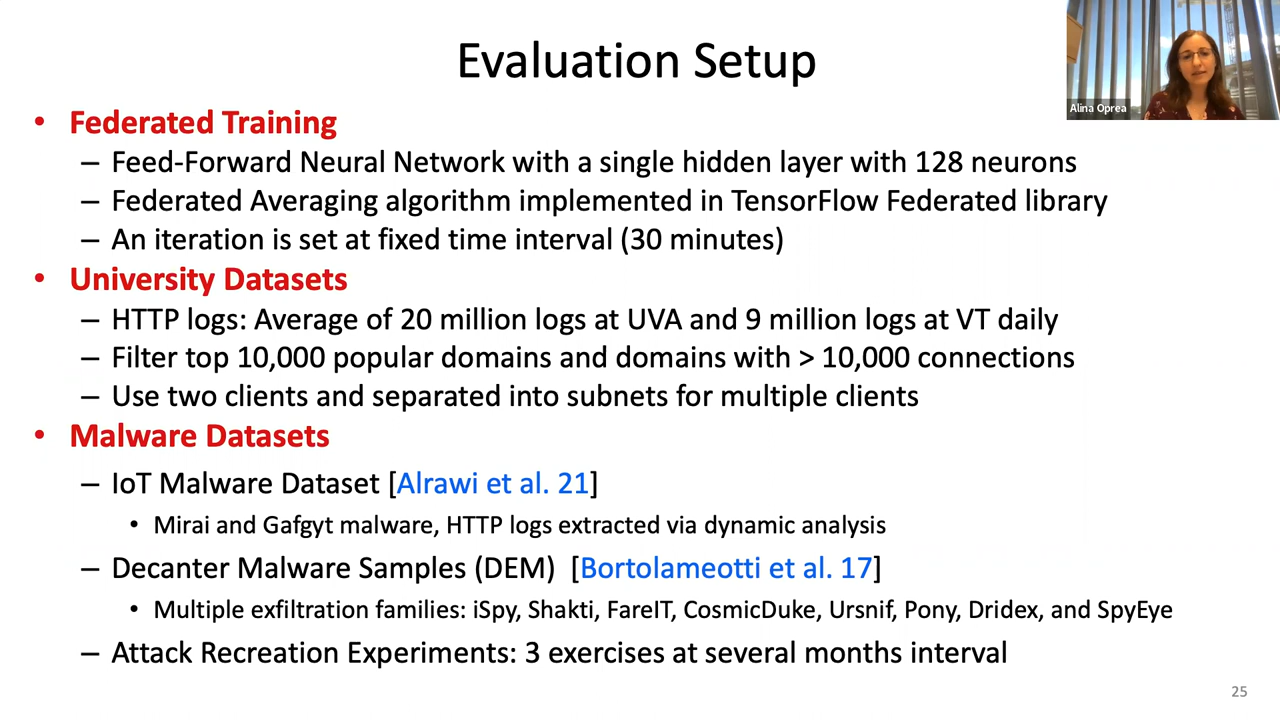 Evaluation Setup
Alina Oprea
• Federated Training
– Feed-Forward Neural Network with a single hidden layer with 128 neurons
– Federated Averaging algorithm implemented in TensorFlow Federated library
– An iteration is set at fixed time interval (30 minutes)
• University Datasets
– HTTP logs: Average of 20 million logs at UVA and 9 million logs at VT daily
– Filter top 10,000 popular domains and domains with > 10,000 connections
– Use two clients and separated into subnets for multiple clients
• Malware Datasets
– IoT Malware Dataset [Alrawi et al. 21]
• Mirai and Gafgyt malware, HTTP logs extracted via dynamic analysis
– Decanter Malware Samples (DEM) [Bortolameotti et al. 17]
• Multiple exfiltration families: iSpy, Shakti, FareIT, CosmicDuke, Ursnif, Pony, Dridex, and SpyEye
– Attack Recreation Experiments: 3 exercises at several months interval
25